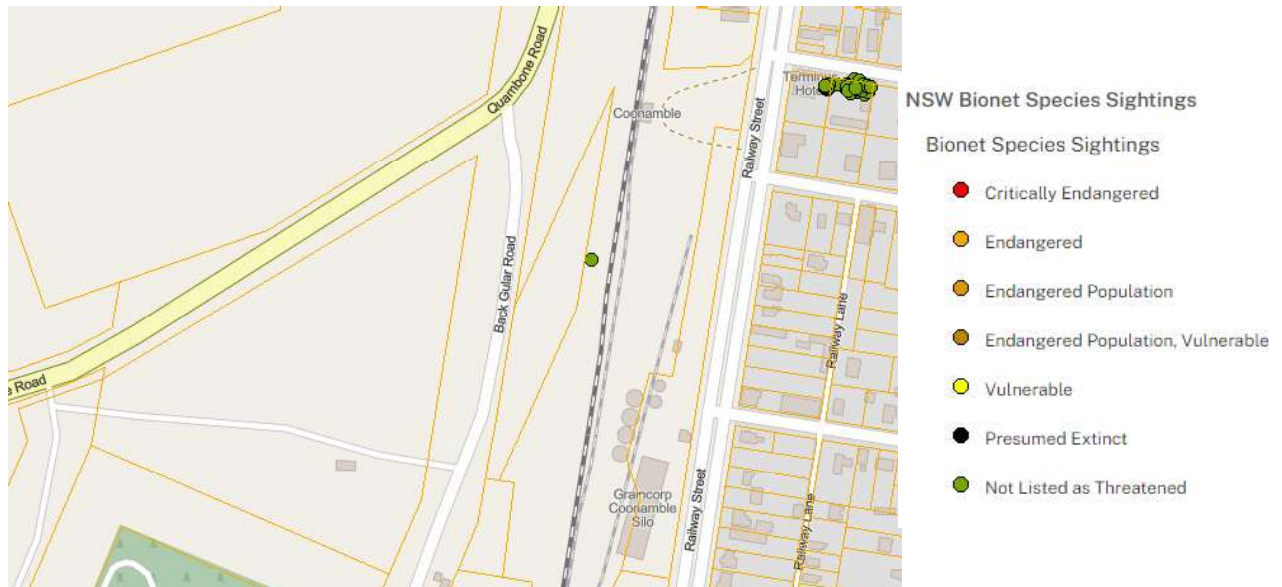 Quambone Road
Coonamble
Terminus
Hotel
Railway Street
Back Gular Road
Railway Lane
e Road
Graincorp
Coonamble
Silo
Railway Street
Railway Lane
NSW Bionet Species Sightings
Bionet Species Sightings
Critically Endangered
Endangered
Endangered Population
Endangered Population, Vulnerable
Vulnerable
Presumed Extinct
Not Listed as Threatened